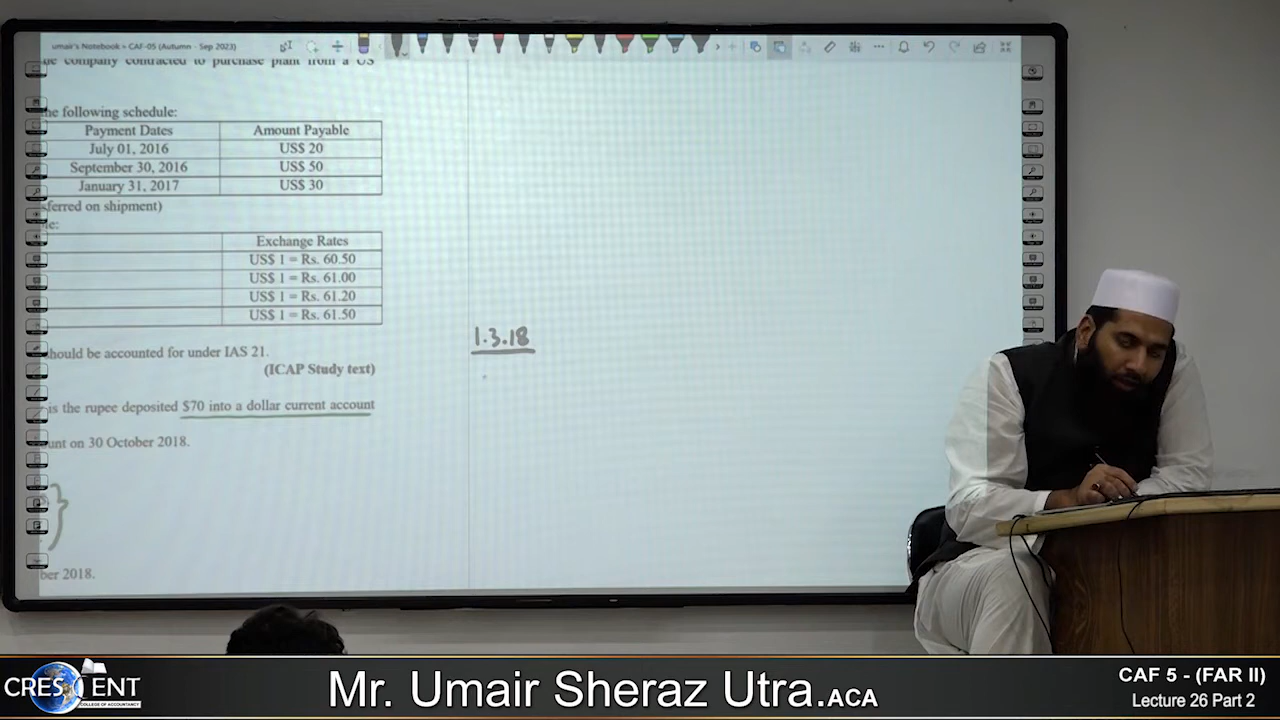 umair's Notebook » CAF-05 (Autumn - Sep 2023)
company contracted to purchase plant from a US
following schedule:
Payment Dates Amount Payable
July 01, 2016 US$ 20
September 30, 2016 US$ 50
January 31, 2017 US$ 30
sferred on shipment)
Exchange Rates
US$ 1 = Rs. 60.50
US$ 1 = Rs. 61.00
US$ 1 = Rs. 61.20
US$ 1 = Rs. 61.50
should be accounted for under IAS 21.
(ICAP Study text)
is the rupee deposited $70 into a dollar current account
unt on 30 October 2018.
ber 2018.
1.3.18
CRESCENT
COLLEGE OF ACCOUNTANCY
Mr. Umair Sheraz Utra.ACA
CAF 5 - (FAR II)
Lecture 26 Part 2